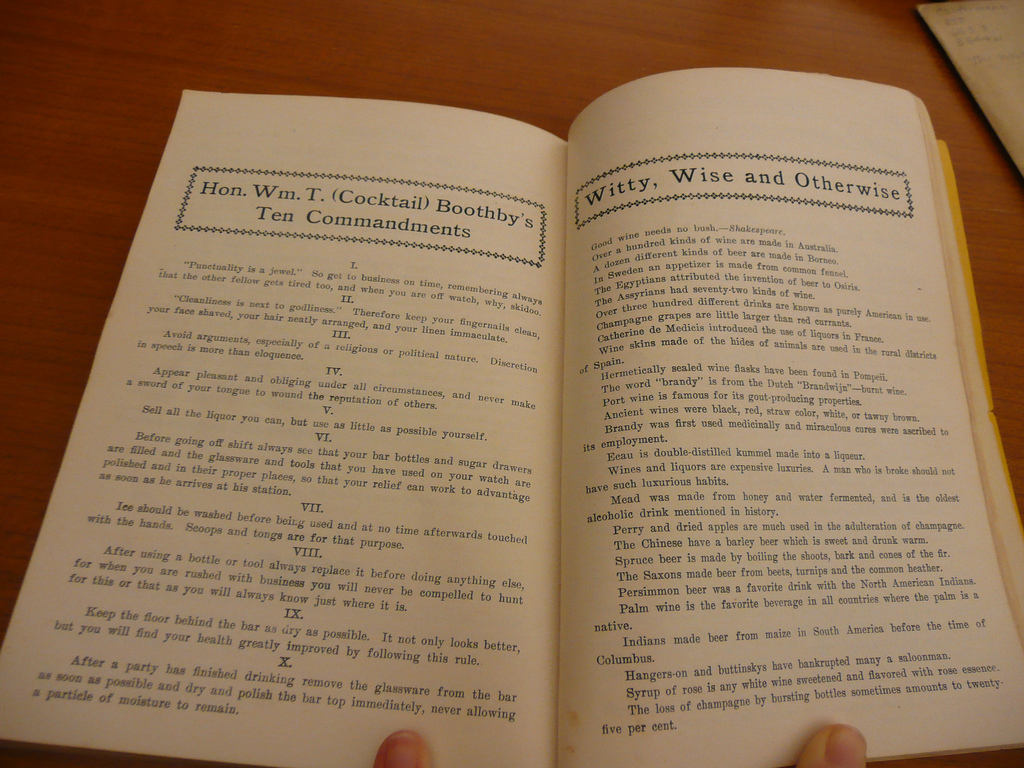 Hon. Wm. T. (Cocktail) Boothby's
Ten Commandments
I.
"Punctuality is a jewel." So get to business on time, remembering always
that the other fellow gets tired too, and when you are off watch, why, skidoo.
II.
"Cleanliness is next to godliness." Therefore keep your fingernails clean,
your face shaved, your hair neatly arranged, and your linen immaculate.
III.
Avoid arguments, especially of a religious or political nature. Discretion
in speech is more than eloquence.
IV.
Appear pleasant and obliging under all circumstances, and never make
a sword of your tongue to wound the reputation of others.
V.
Sell all the liquor you can, but use as little as possible yourself.
VI.
Before going off shift always see that your bar bottles and sugar drawers
are filled and the glassware and tools that you have used on your watch are
polished and in their proper places, so that your relief can work to advantage
as soon as he arrives at his station.
VII.
Ice should be washed before being used and at no time afterwards touched
with the hands. Scoops and tongs are for that purpose.
VIII.
After using a bottle or tool always replace it before doing anything else,
for when you are rushed with business you will never be compelled to hunt
for this or that as you will always know just where it is.
IX.
Keep the floor behind the bar as dry as possible. It not only looks better,
but you will find your health greatly improved by following this rule.
X.
After a party has finished drinking remove the glassware from the bar
as soon as possible and dry and polish the bar top immediately, never allowing
a particle of moisture to remain.
Witty, Wise and Otherwise
Good wine needs no bush.—Shakespeare.
Over a hundred kinds of wine are made in Australia.
A dozen different kinds of beer are made in Borneo.
In Sweden an appetizer is made from common fennel.
The Egyptians attributed the invention of beer to Osiris.
The Assyrians had seventy-two kinds of wine.
Over three hundred different drinks are known as purely American in use.
Champagne grapes are little larger than red currants.
Catherine de Medicis introduced the use of liquors in France.
Wine skins made of the hides of animals are used in the rural districts
of Spain.
Hermetically sealed wine flasks have been found in Pompeii.
The word "brandy" is from the Dutch "Brandwijn"—burnt wine.
Port wine is famous for its gout-producing properties.
Ancient wines were black, red, straw color, white, or tawny brown.
Brandy was first used medicinally and miraculous cures were ascribed to
its employment.
Ecau is double-distilled kummel made into a liqueur.
Wines and liquors are expensive luxuries. A man who is broke should not
have such luxurious habits.
Mead was made from honey and water fermented, and is the oldest
alcoholic drink mentioned in history.
Perry and dried apples are much used in the adulteration of champagne.
The Chinese have a barley beer which is sweet and drunk warm.
Spruce beer is made by boiling the shoots, bark and cones of the fir.
The Saxons made beer from beets, turnips and the common heather.
Persimmon beer was a favorite drink with the North American Indians.
Palm wine is the favorite beverage in all countries where the palm is a
native.
Indians made beer from maize in South America before the time of
Columbus.
Hangers-on and buttinskys have bankrupted many a saloonman.
Syrup of rose is any white wine sweetened and flavored with rose essence.
The loss of champagne by bursting bottles sometimes amounts to twenty-
five per cent.